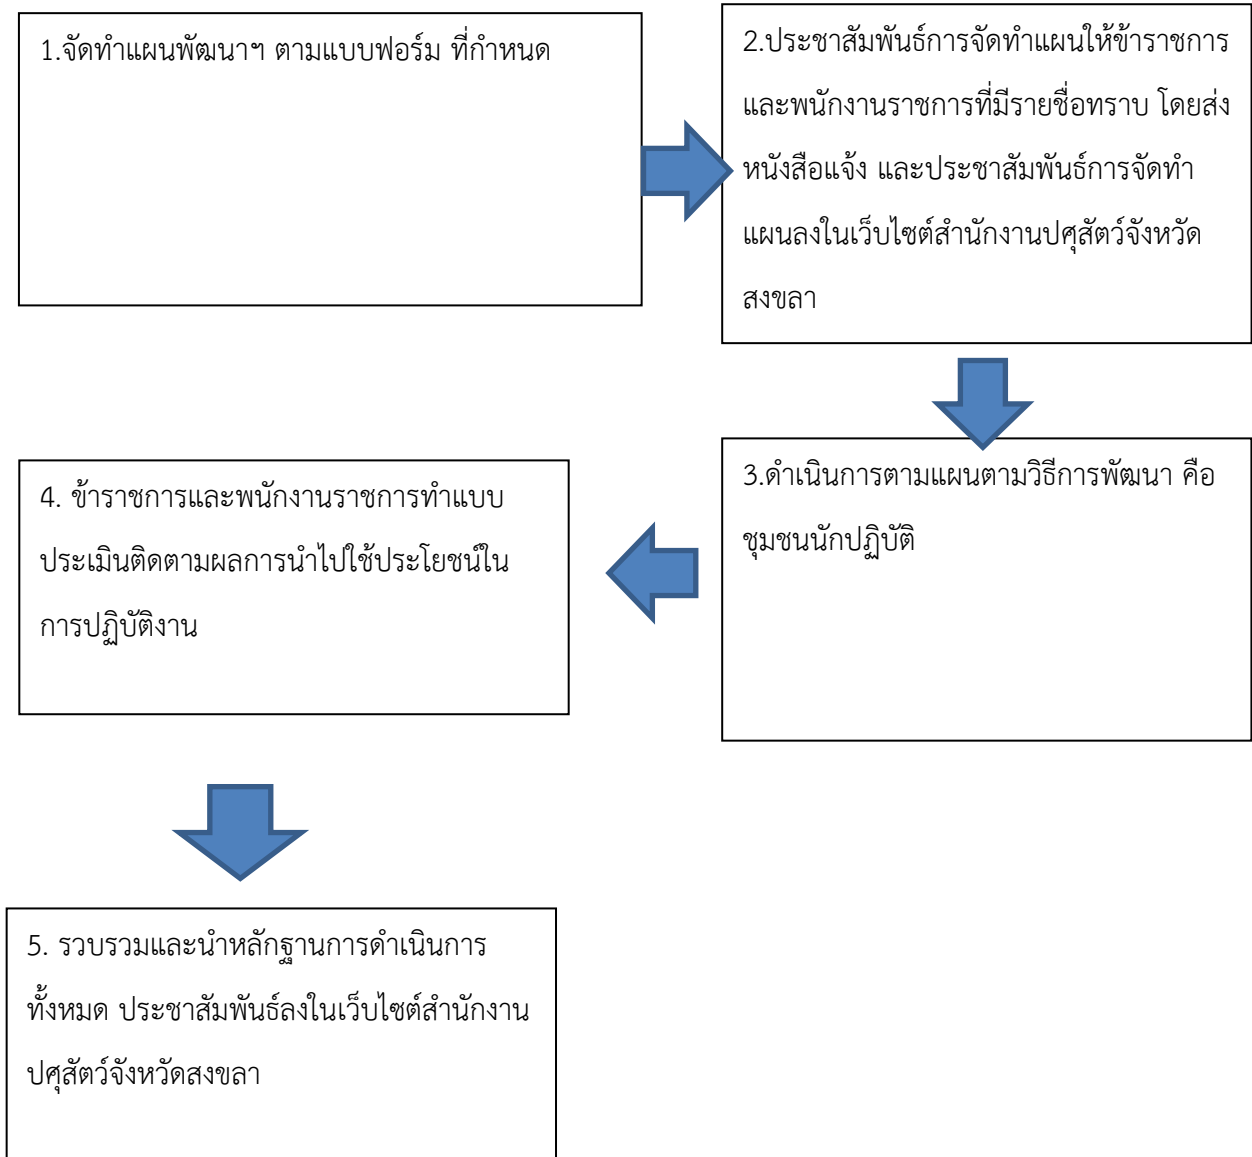 1.จัดทำแผนพัฒนาฯ ตามแบบฟอร์ม ที่กำหนด
2.ประชาสัมพันธ์การจัดทำแผนให้ข้าราชการ
และพนักงานราชการที่มีรายชื่อทราบ โดยส่ง
หนังสือแจ้ง และประชาสัมพันธ์การจัดทำ
แผนลงในเว็บไซต์สำนักงานปศุสัตว์จังหวัด
สงขลา
3.ดำเนินการตามแผนตามวิธีการพัฒนา คือ
ชุมชนนักปฏิบัติ
4. ข้าราชการและพนักงานราชการทำแบบ
ประเมินติดตามผลการนำไปใช้ประโยชน์ใน
การปฏิบัติงาน
5. รวบรวมและนำหลักฐานการดำเนินการ
ทั้งหมด ประชาสัมพันธ์ลงในเว็บไซต์สำนักงาน
ปศุสัตว์จังหวัดสงขลา